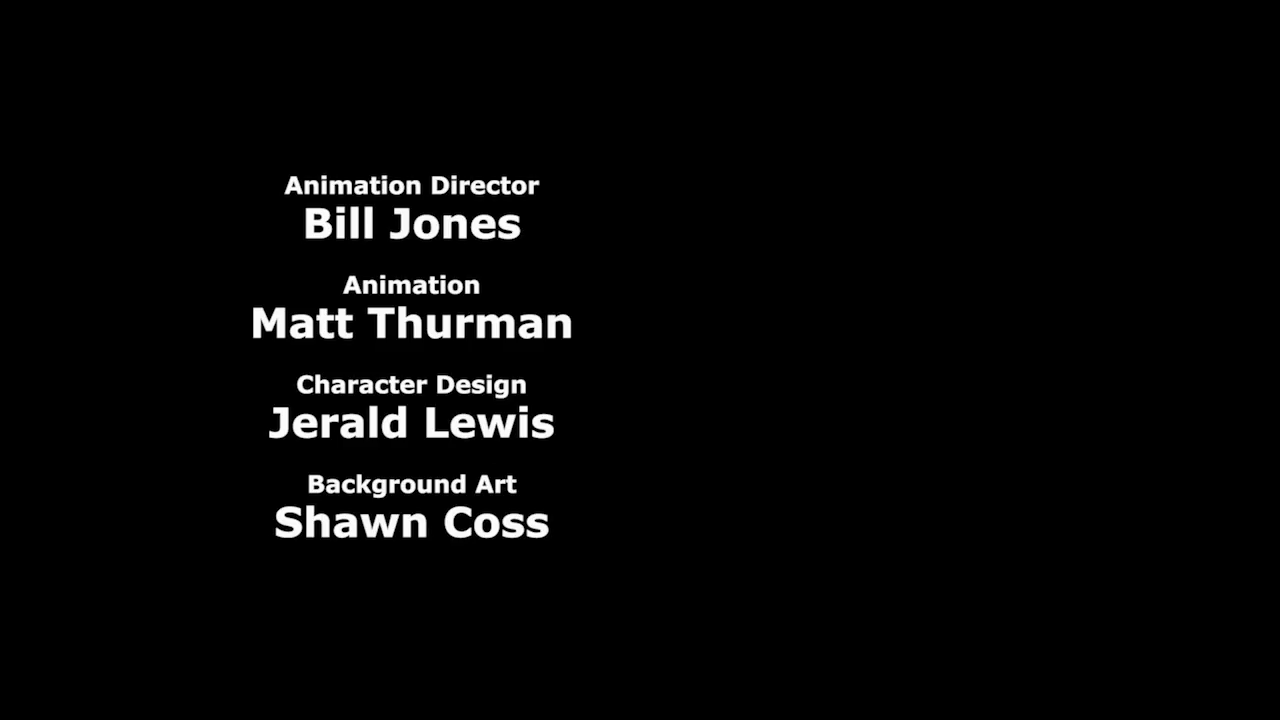 Animation Director
Bill Jones
Animation
Matt Thurman
Character Design
Jerald Lewis
Background Art
Shawn Coss